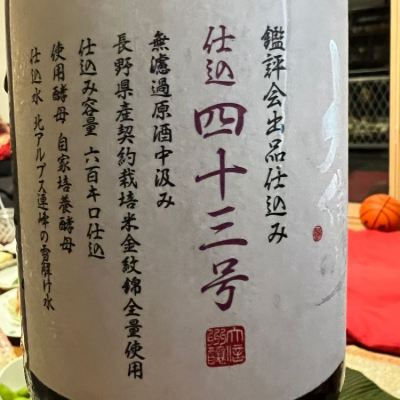 鑑評会出品仕込み
仕込四十三号
無濾過原酒中汲み
長野県産契約栽培米金紋錦全量使用
仕込み容量 六百キロ仕込
使用酵母 自家培養酵母
仕込水 北アルプス連峰の雪解け水